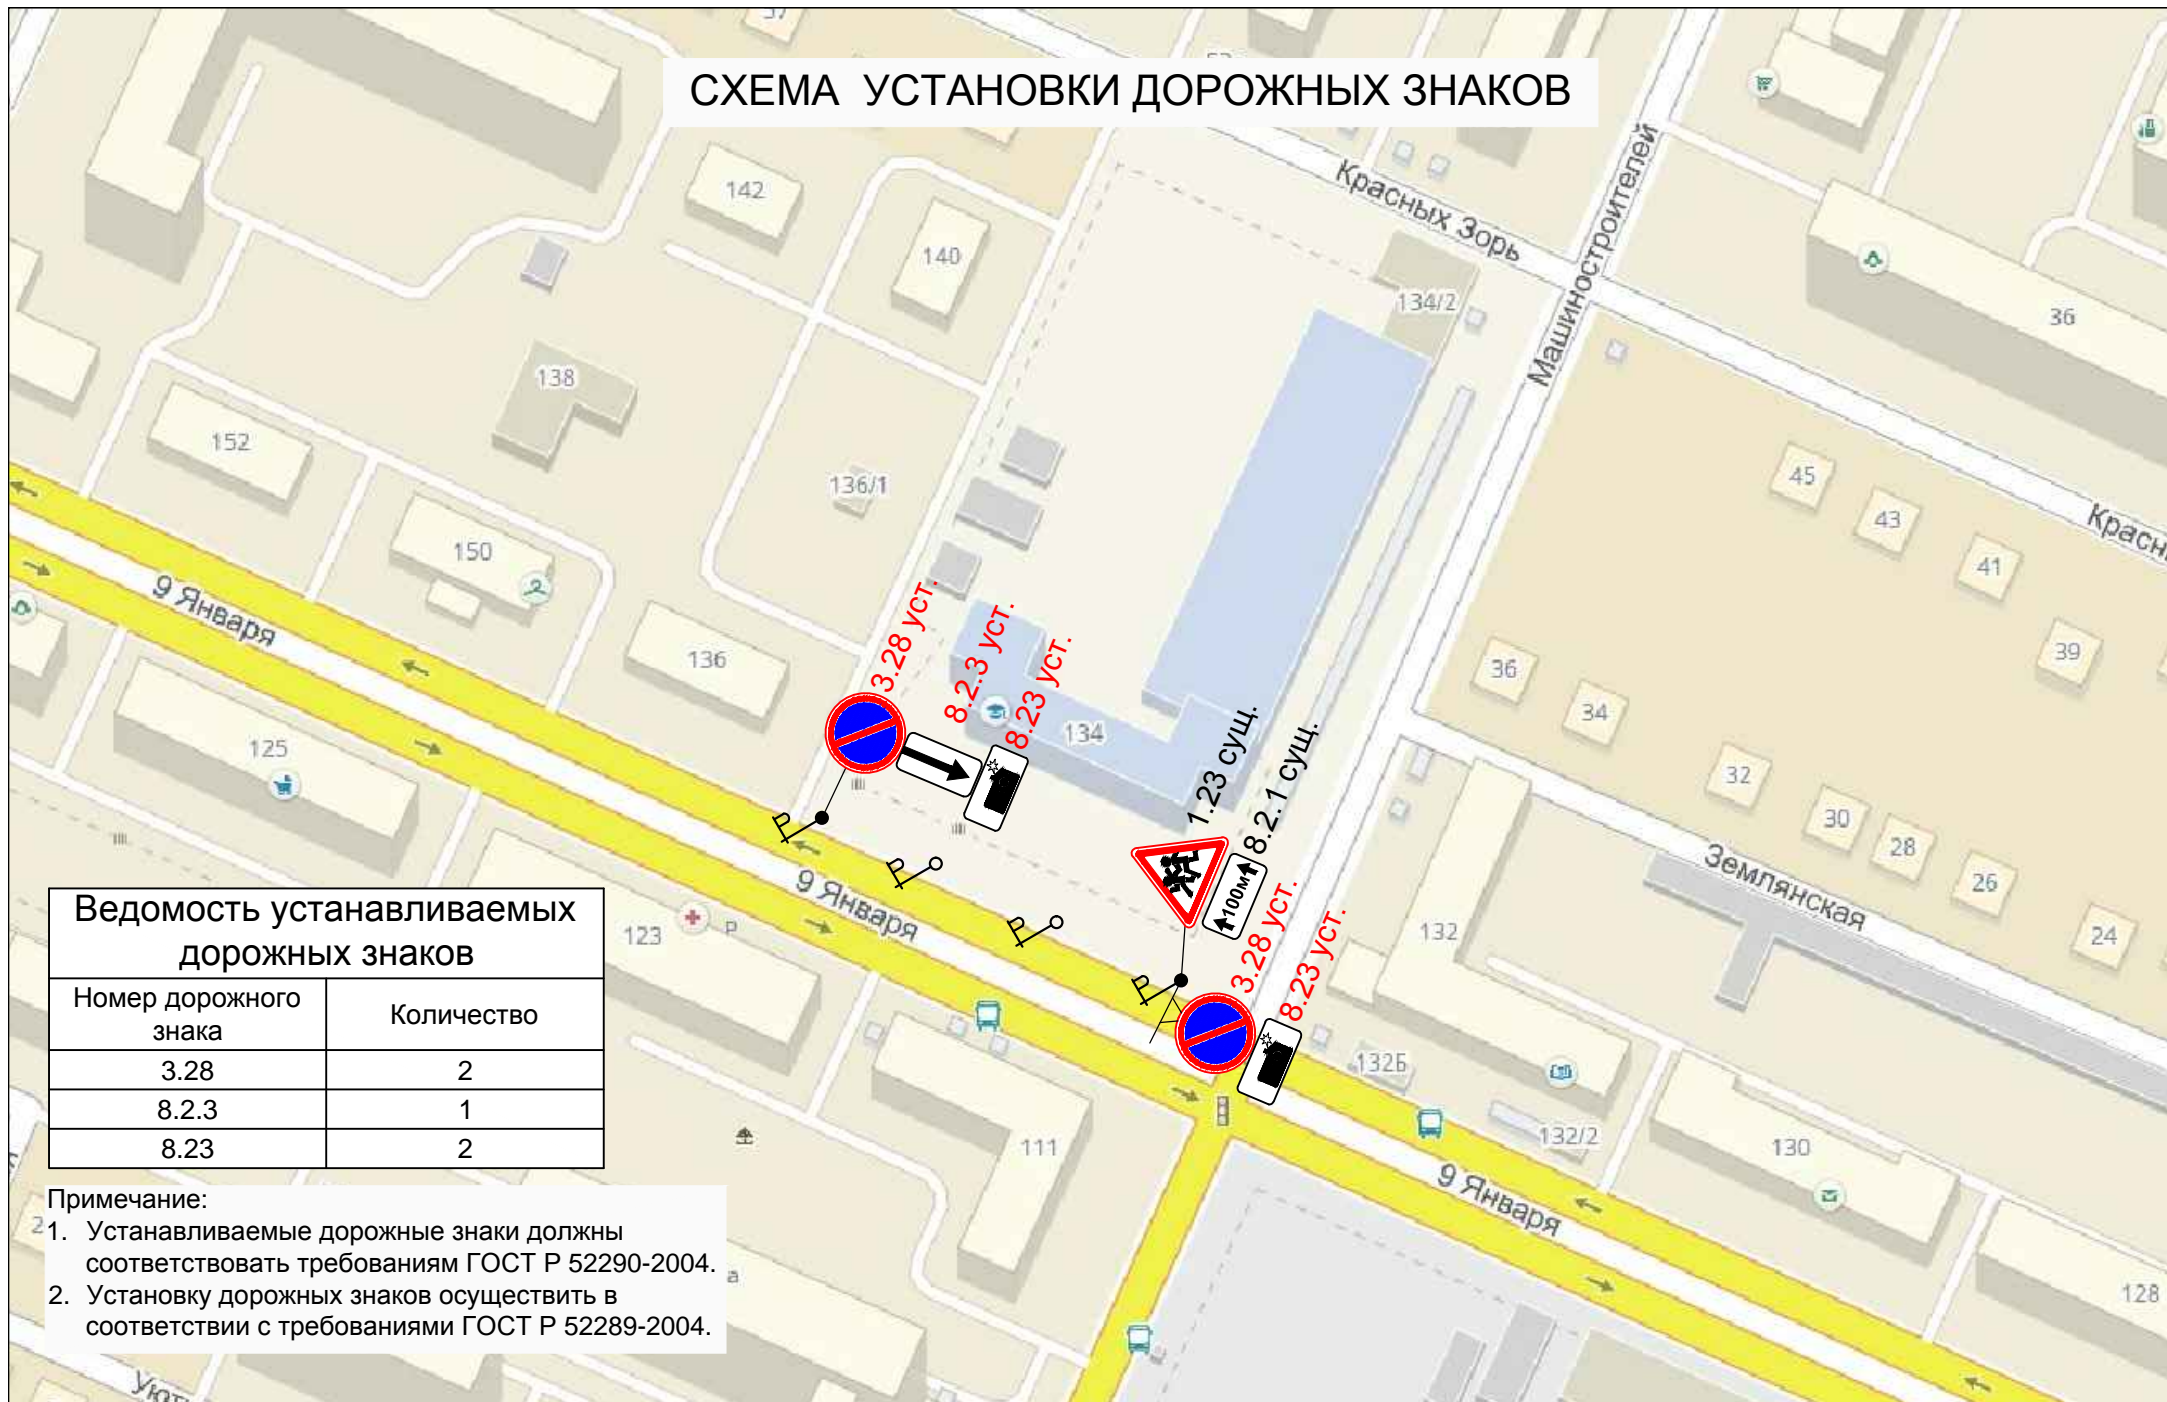 СХЕМА УСТАНОВКИ ДОРОЖНЫХ ЗНАКОВ
142
140
138
152
150
136/1
136
134/2
134
Красных Зорь
Машиностроителей
36
45
43
41
39
36
34
32
30
28
26
24
Землянская
9 Января
125
123
P
9 Января
132
132Б
132/2
130
128
111
9 Января
3.28 уст.
8.2.3 уст.
8.23 уст.
1.23 сущ.
8.2.1 сущ.
100м
3.28 уст.
8.23 уст.
Ведомость устанавливаемых
дорожных знаков
Номер дорожного
знака
Количество
3.28 2
8.2.3 1
8.23 2
Примечание:
1. Устанавливаемые дорожные знаки должны
соответствовать требованиям ГОСТ Р 52290-2004.
2. Установку дорожных знаков осуществить в
соответствии с требованиями ГОСТ Р 52289-2004.